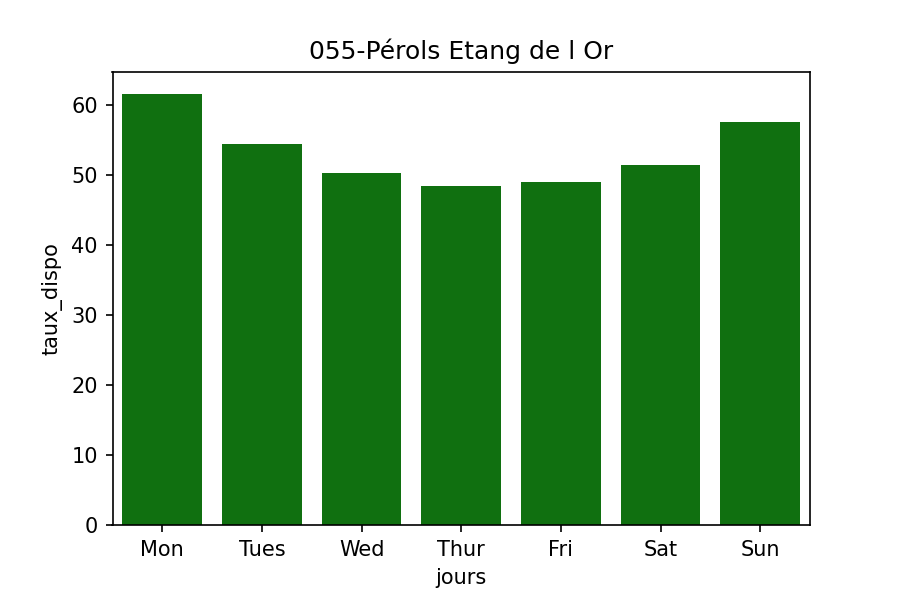 055-Pérols Etang de l Or
taux_dispo
60
50
40
30
20
10
0
Mon Tues Wed Thur Fri Sat Sun
jours